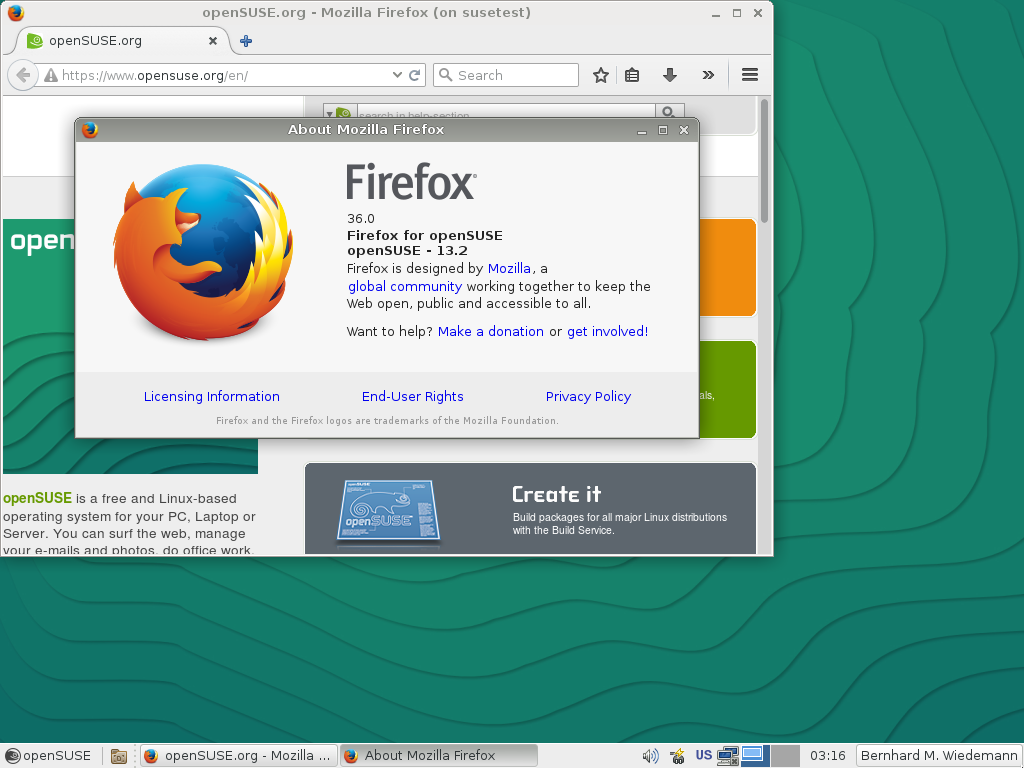 openSUSE.org - Mozilla Firefox (on susetest)
openSUSE.org
https://www.opensuse.org/en/
Search
search in help-section
About Mozilla Firefox
Firefox
36.0
Firefox for openSUSE
openSUSE - 13.2
Firefox is designed by Mozilla, a
global community working together to keep the
Web open, public and accessible to all.
Want to help? Make a donation or get involved!
Licensing Information
End-User Rights
Privacy Policy
Firefox and the Firefox logos are trademarks of the Mozilla Foundation.
open
als,
openSUSE is a free and Linux-based
operating system for your PC, Laptop or
Server. You can surf the web, manage
your e-mails and photos, do office work,
openSUSE
Create it
Build packages for all major Linux distributions
with the Build Service.
openSUSE
openSUSE.org - Mozilla ...
About Mozilla Firefox
US
03:16
Bernhard M. Wiedemann